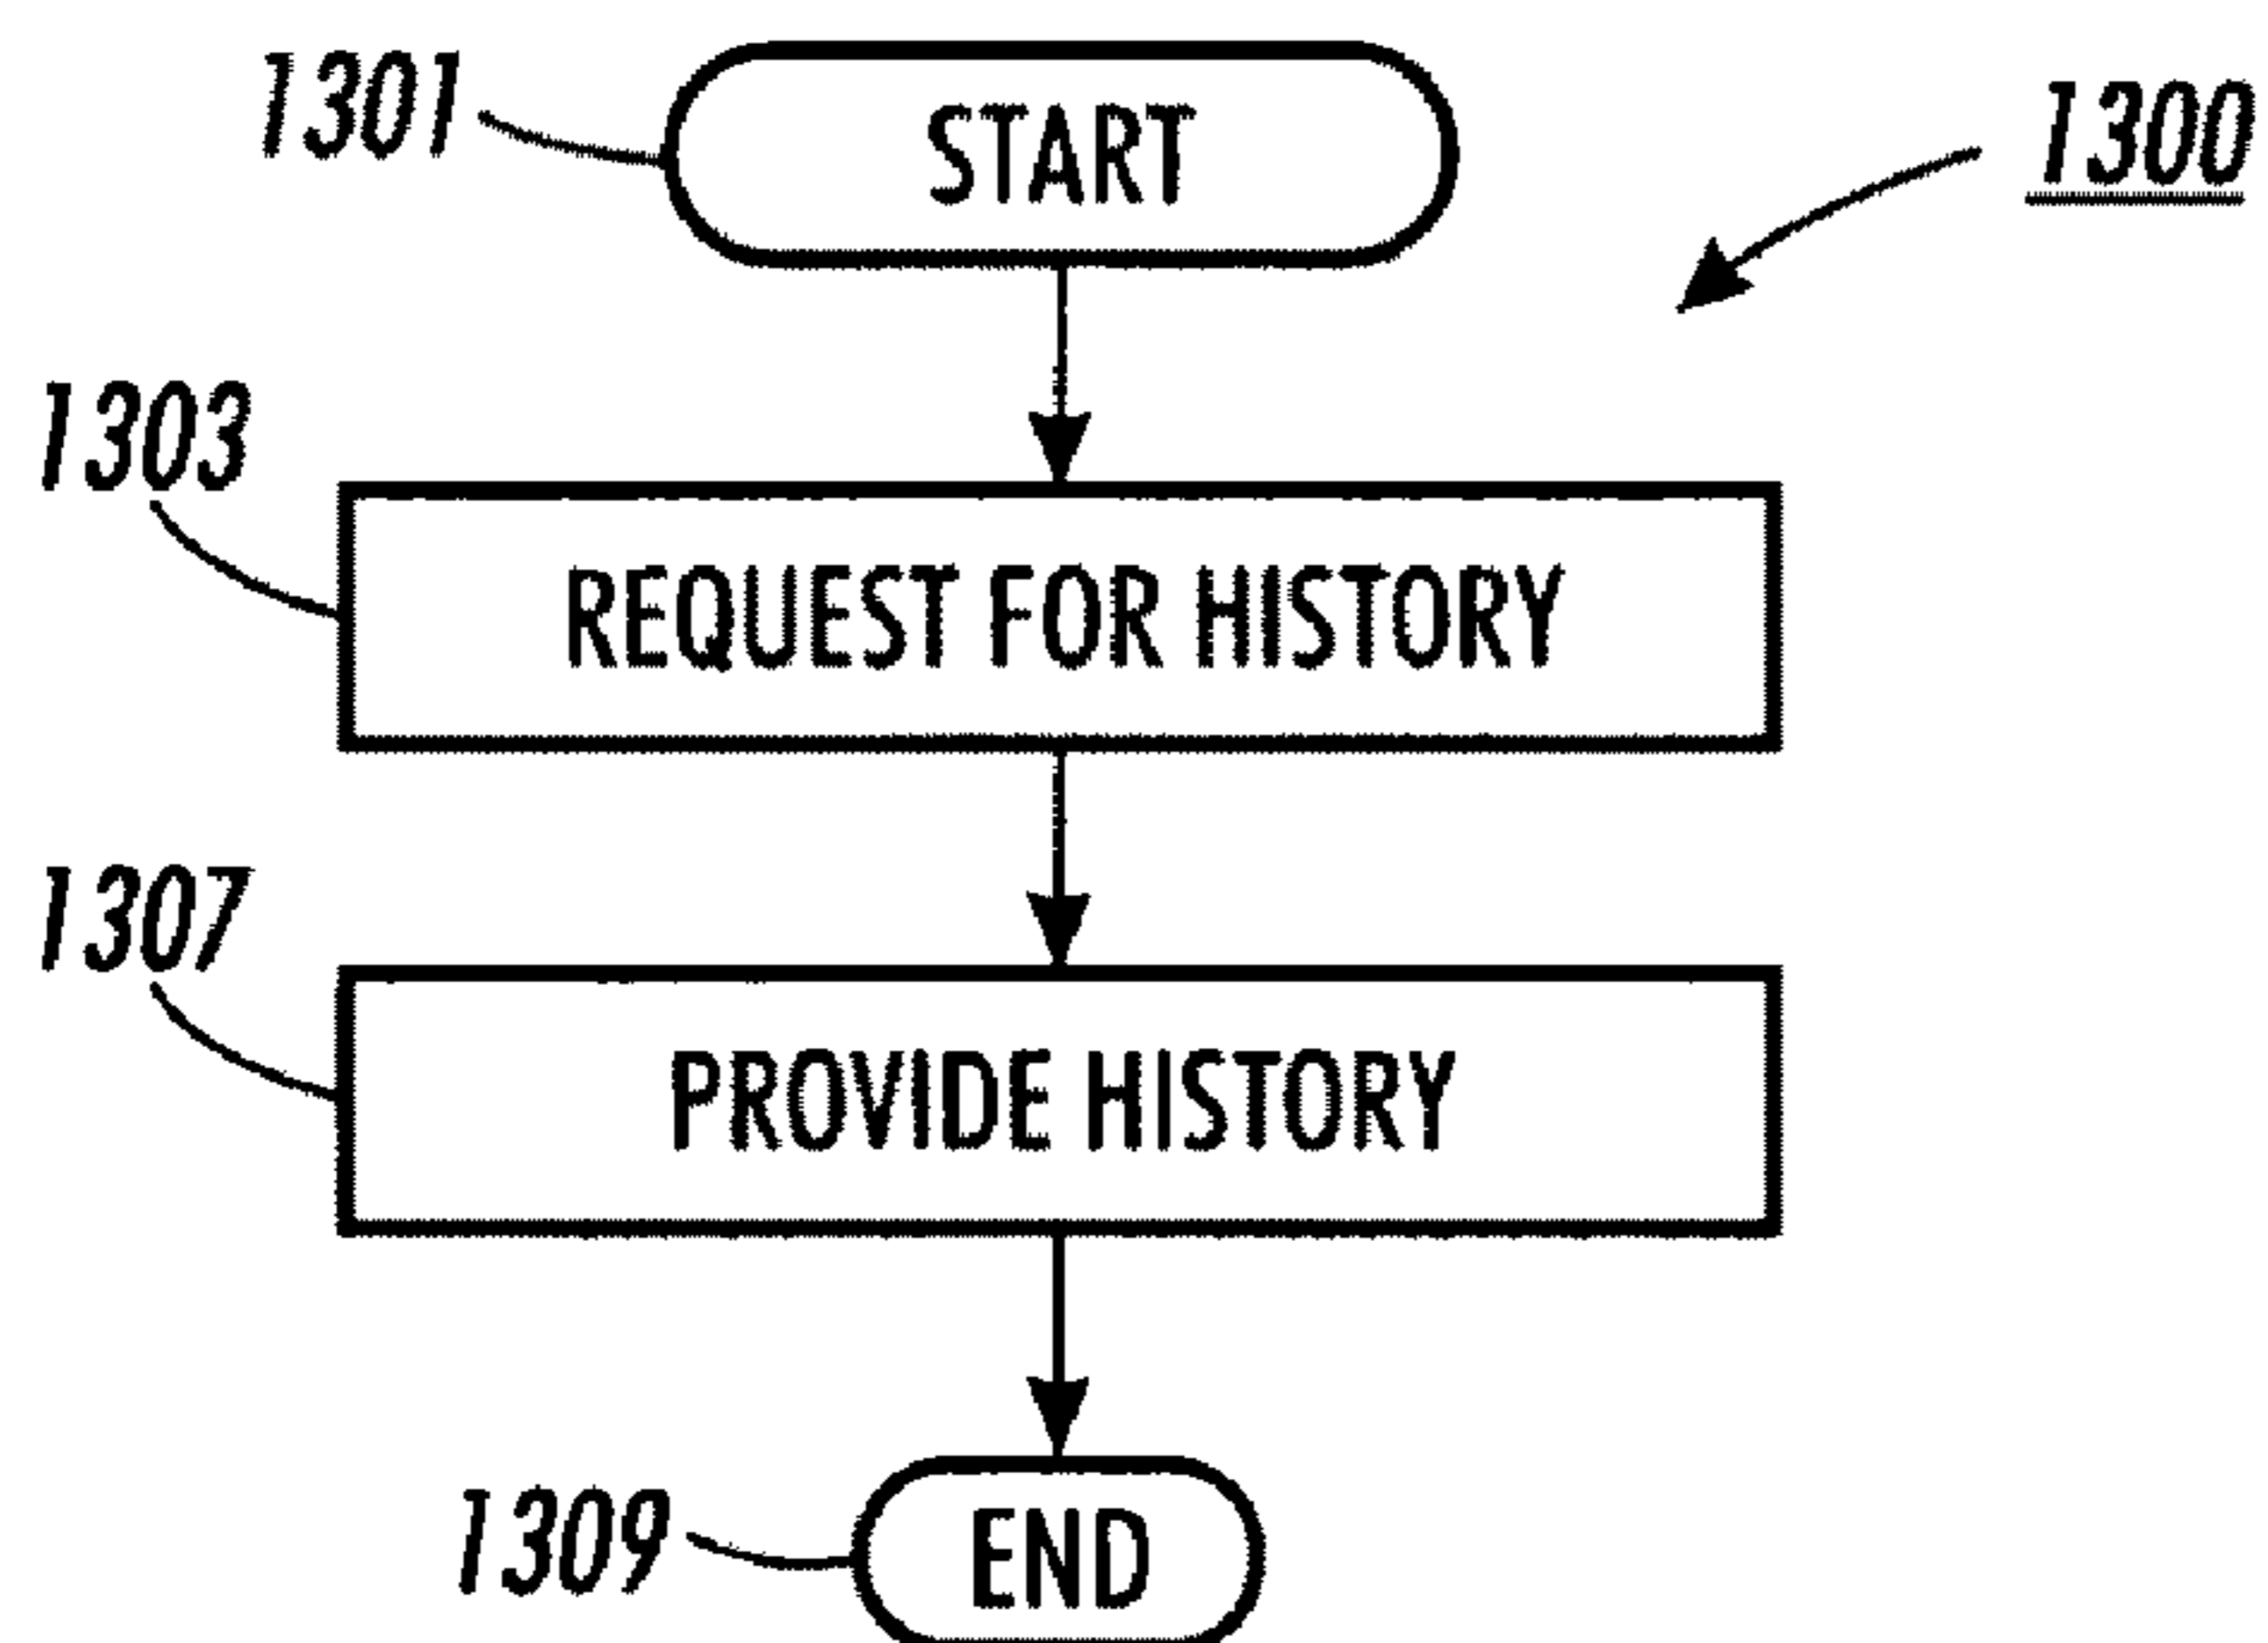 1301
START
1300
1303
REQUEST FOR HISTORY
1307
PROVIDE HISTORY
1309
END